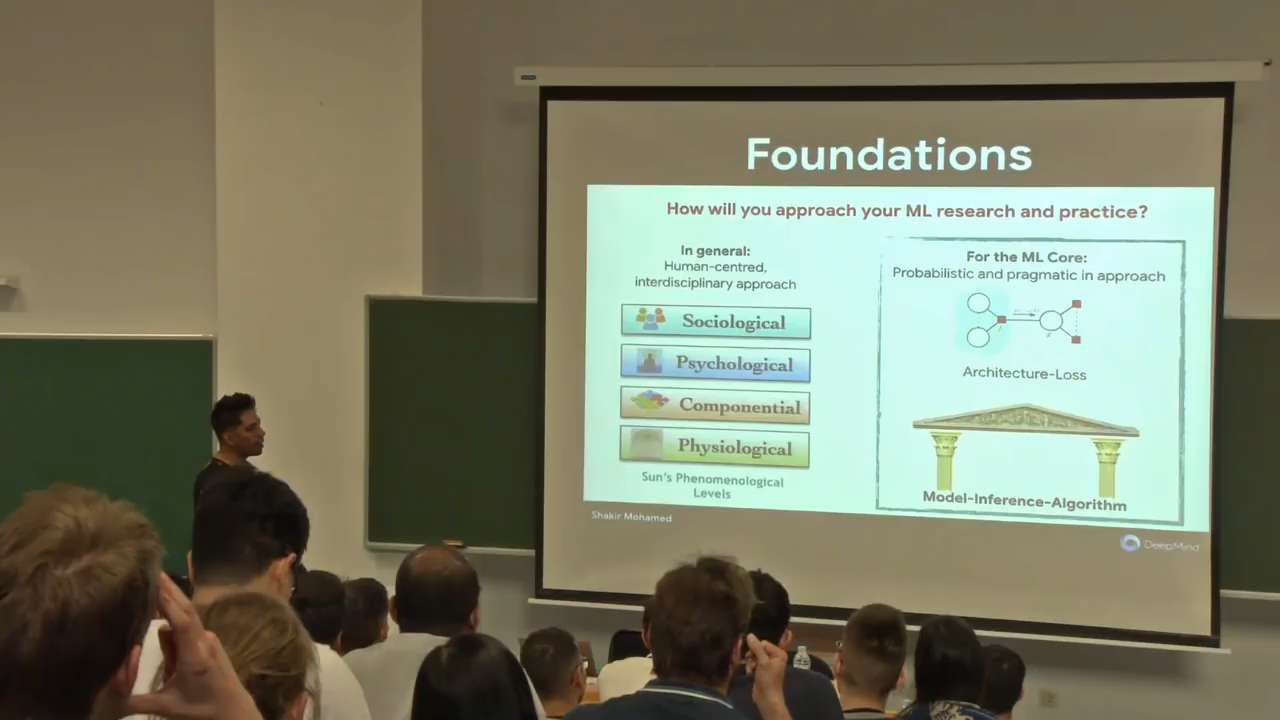 Foundations
How will you approach your ML research and practice?
In general:
Human-centred,
interdisciplinary approach
Sociological
Psychological
Componential
Physiological
Sun's Phenomenological
Levels
For the ML Core:
Probabilistic and pragmatic in approach
Architecture-Loss
Model-Inference-Algorithm
Shakir Mohamed
DeepMind